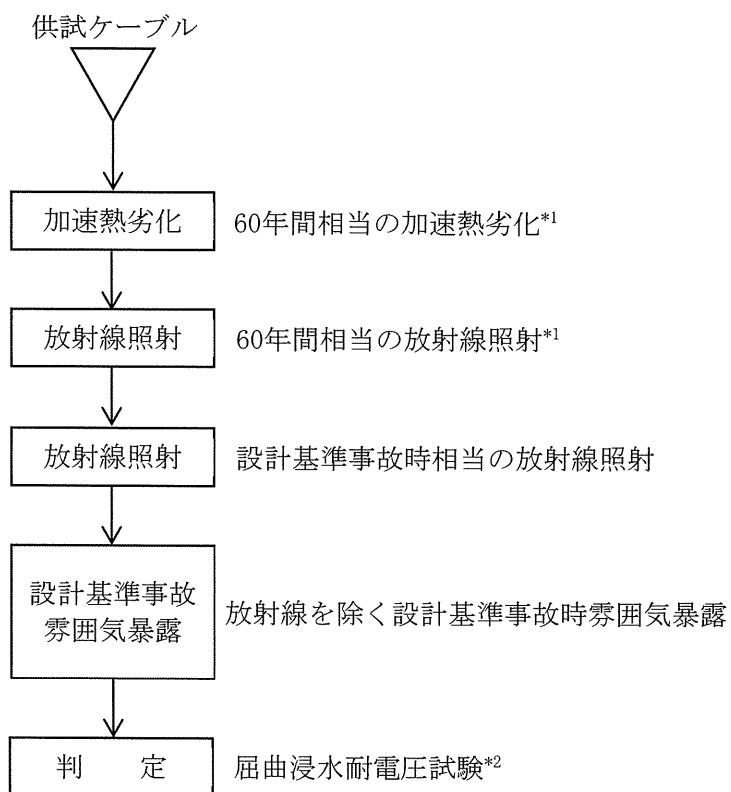 供試ケーブル
加速熱劣化 60年間相当の加速熱劣化*1
放射線照射 60年間相当の放射線照射*1
放射線照射 設計基準事故時相当の放射線照射
設計基準事故
雰囲気暴露
放射線を除く設計基準事故時雰囲気暴露
判 定 屈曲浸水耐電圧試験*2